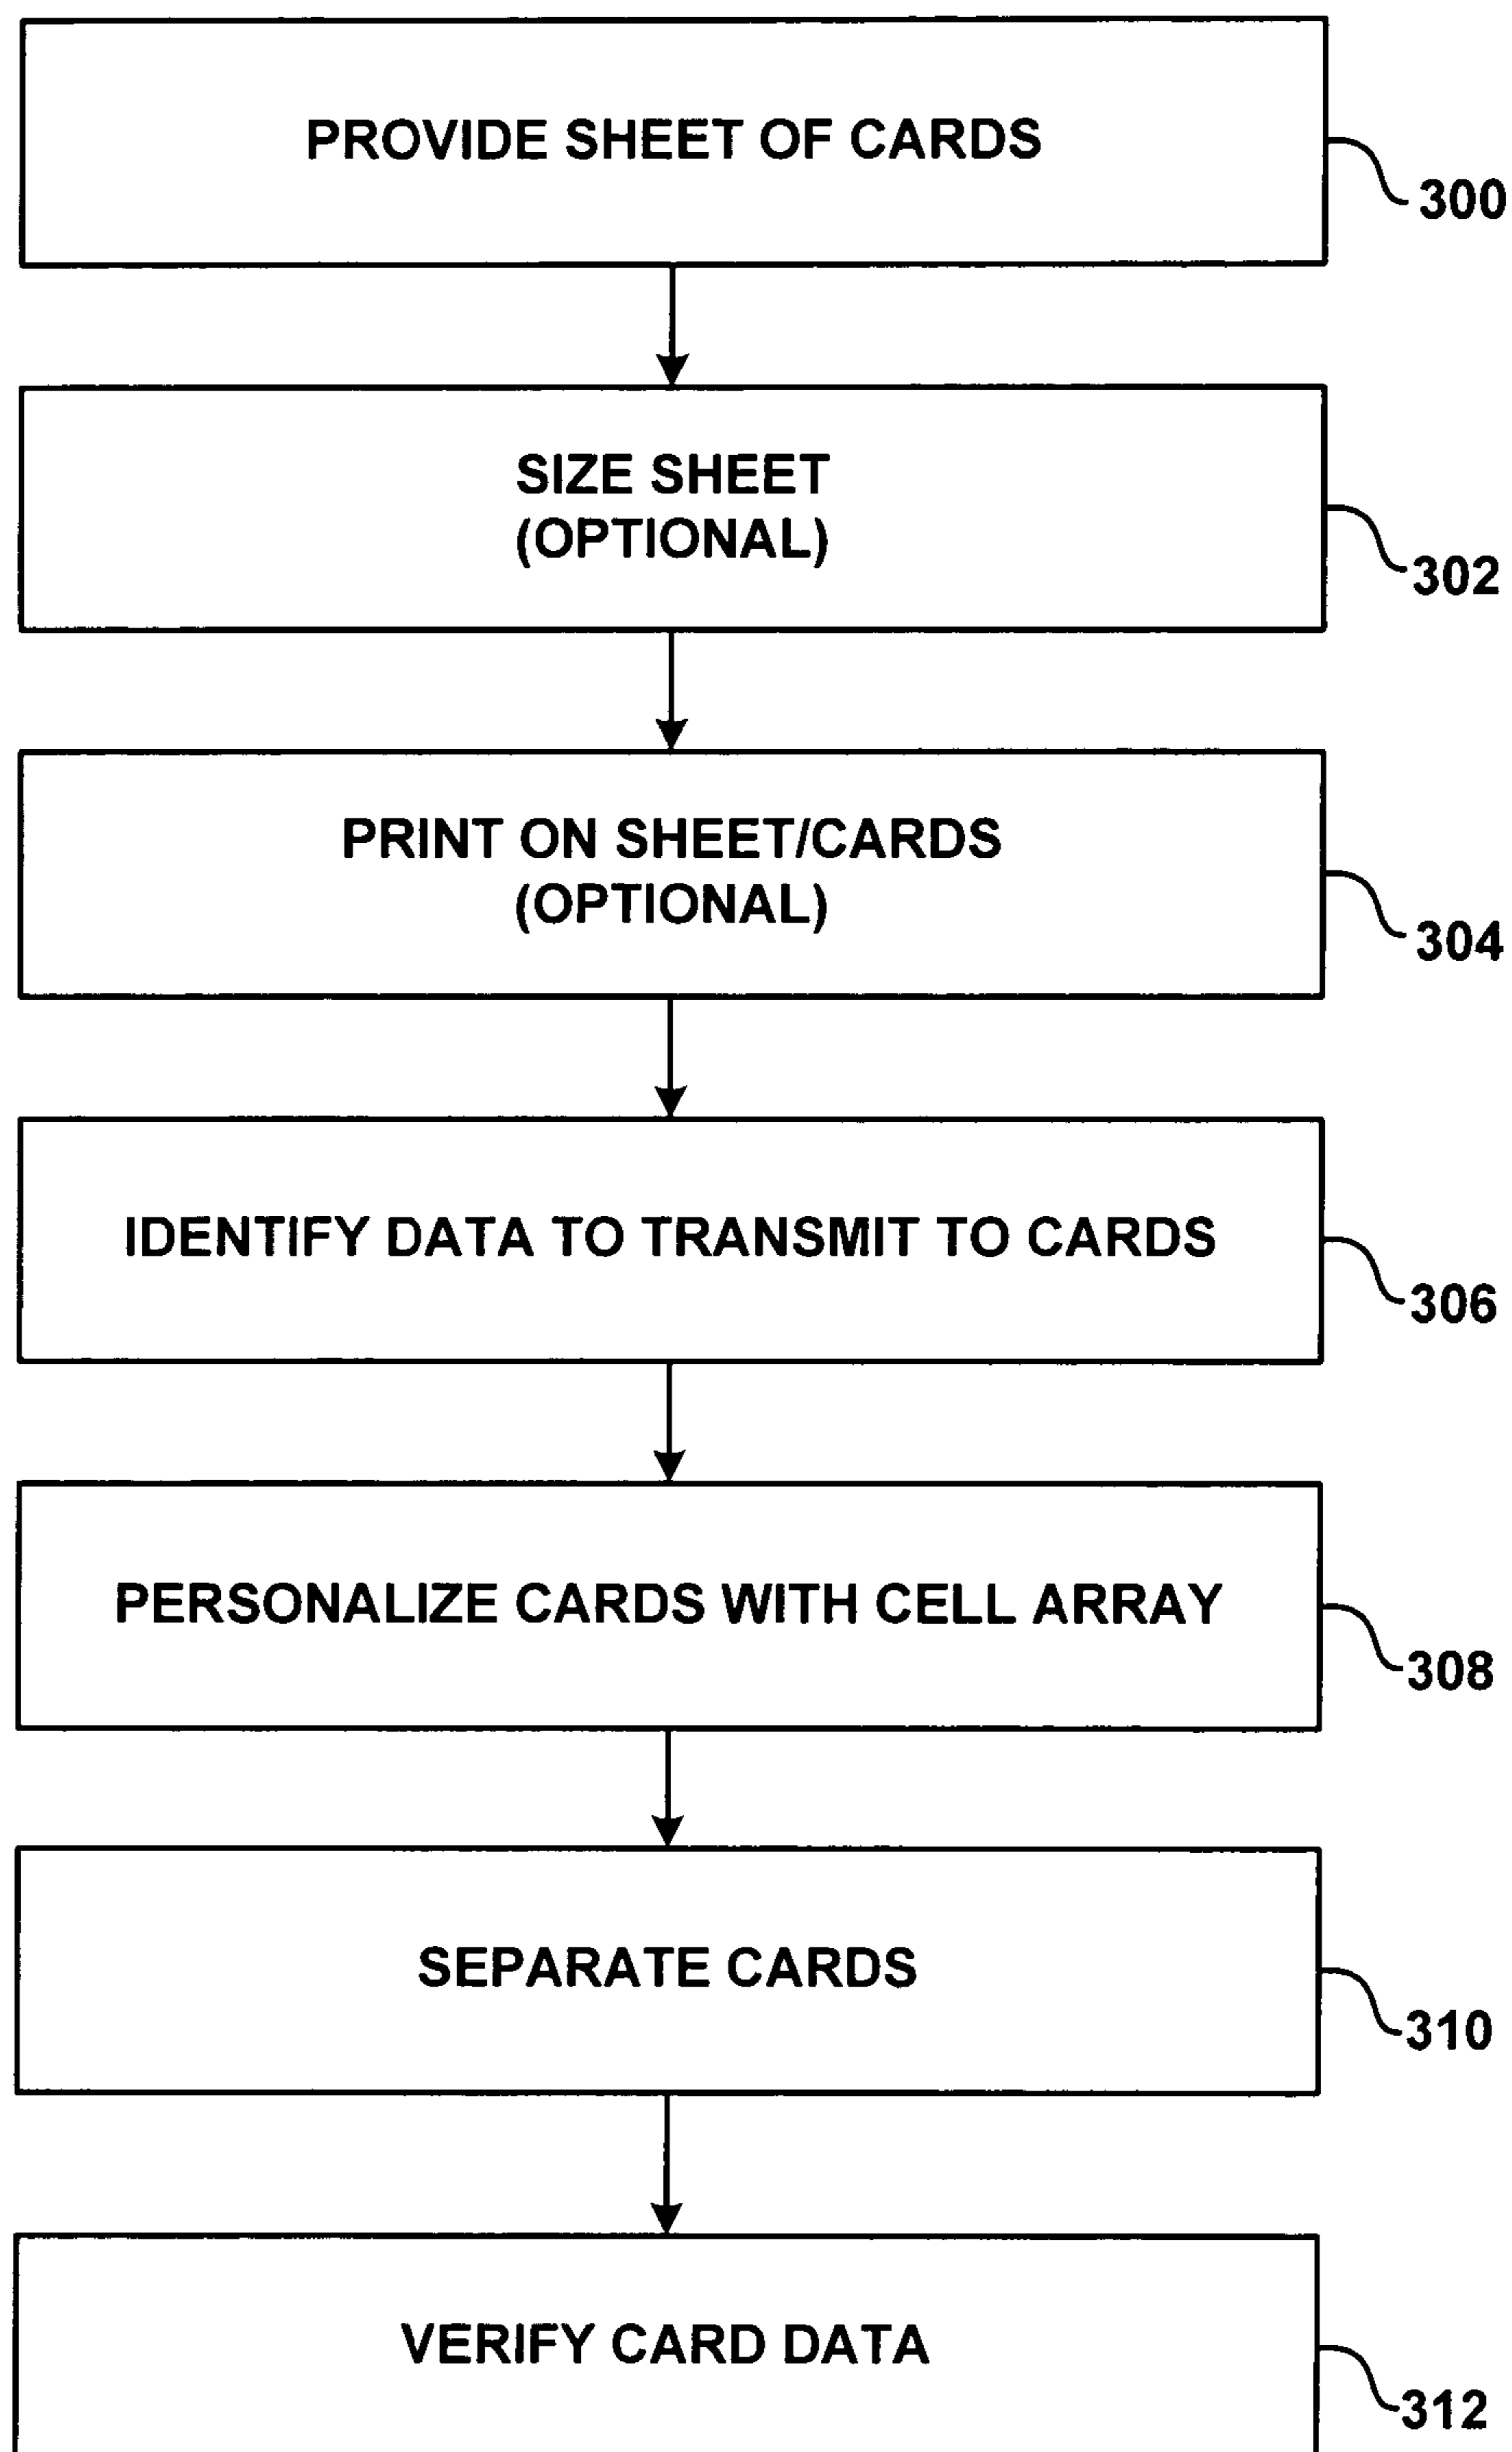 PROVIDE SHEET OF CARDS
300
SIZE SHEET
(OPTIONAL)
302
PRINT ON SHEET/CARDS
(OPTIONAL)
304
IDENTIFY DATA TO TRANSMIT TO CARDS
306
PERSONALIZE CARDS WITH CELL ARRAY
308
SEPARATE CARDS
310
VERIFY CARD DATA
312